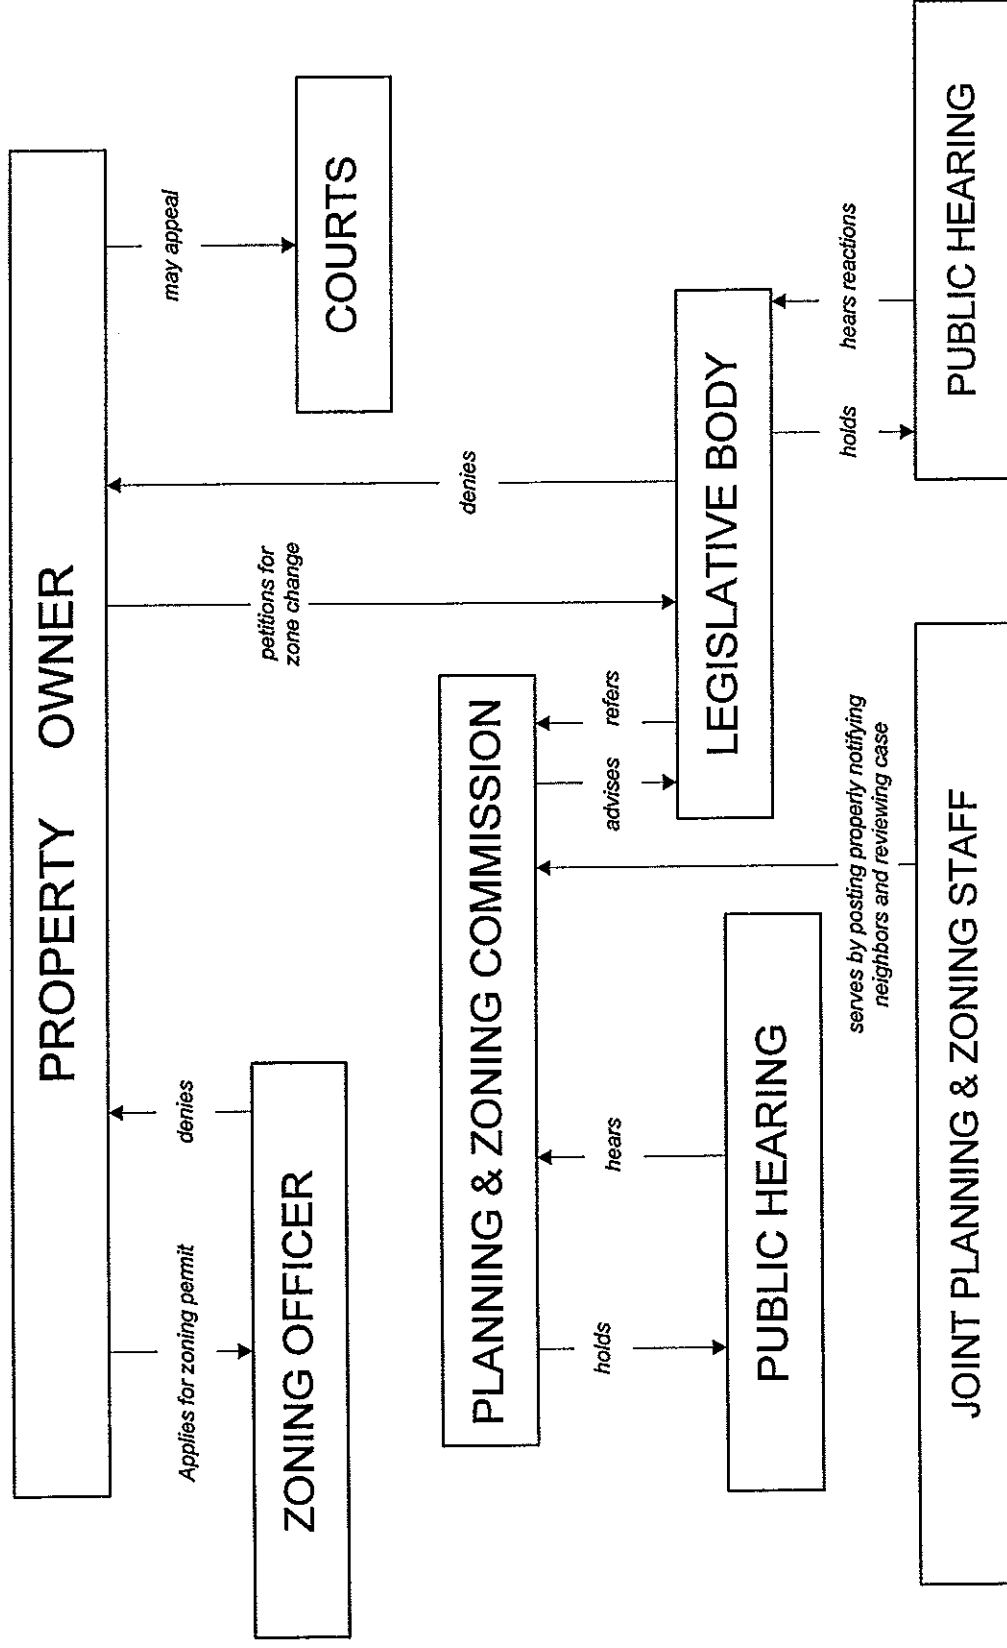 PROPERTY OWNER
Applies for zoning permit
denies
petitions for
zone change
denies
may appeal
ZONING OFFICER
COURTS
PLANNING & ZONING COMMISSION
advises
refers
holds
hears
LEGISLATIVE BODY
PUBLIC HEARING
serves by posting properly notifying
neighbors and reviewing case
holds
hears reactions
JOINT PLANNING & ZONING STAFF
PUBLIC HEARING